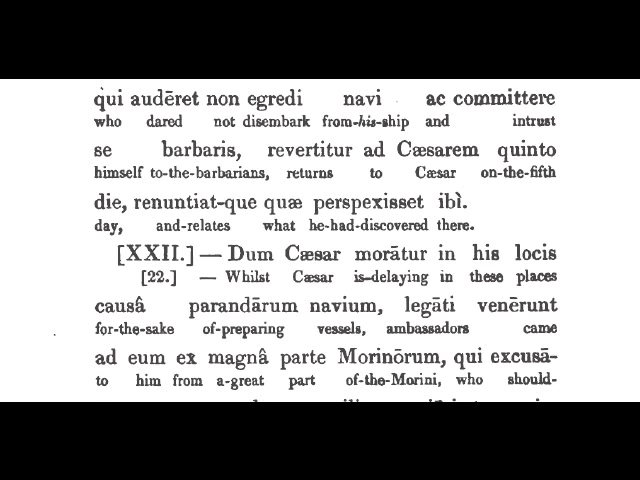 qui audēret non egredi navi ac committere
who dared not disembark from-his-ship and intrust
se barbaris, revertitur ad Cæsarem quinto
himself to-the-barbarians, returns to Cæsar on-the-fifth
die, renuntiat-que quæ perspexisset ibì.
day, and-relates what he-had-discovered there.
[XXII.] — Dum Cæsar morātur in his locis
[22.] — Whilst Cæsar is-delaying in these places
causâ parandārum navium, legāti venērunt
for-the-sake of-preparing vessels, ambassadors came
ad eum ex magnâ parte Morinōrum, qui excusā-
to him from a-great part of-the-Morini, who should-